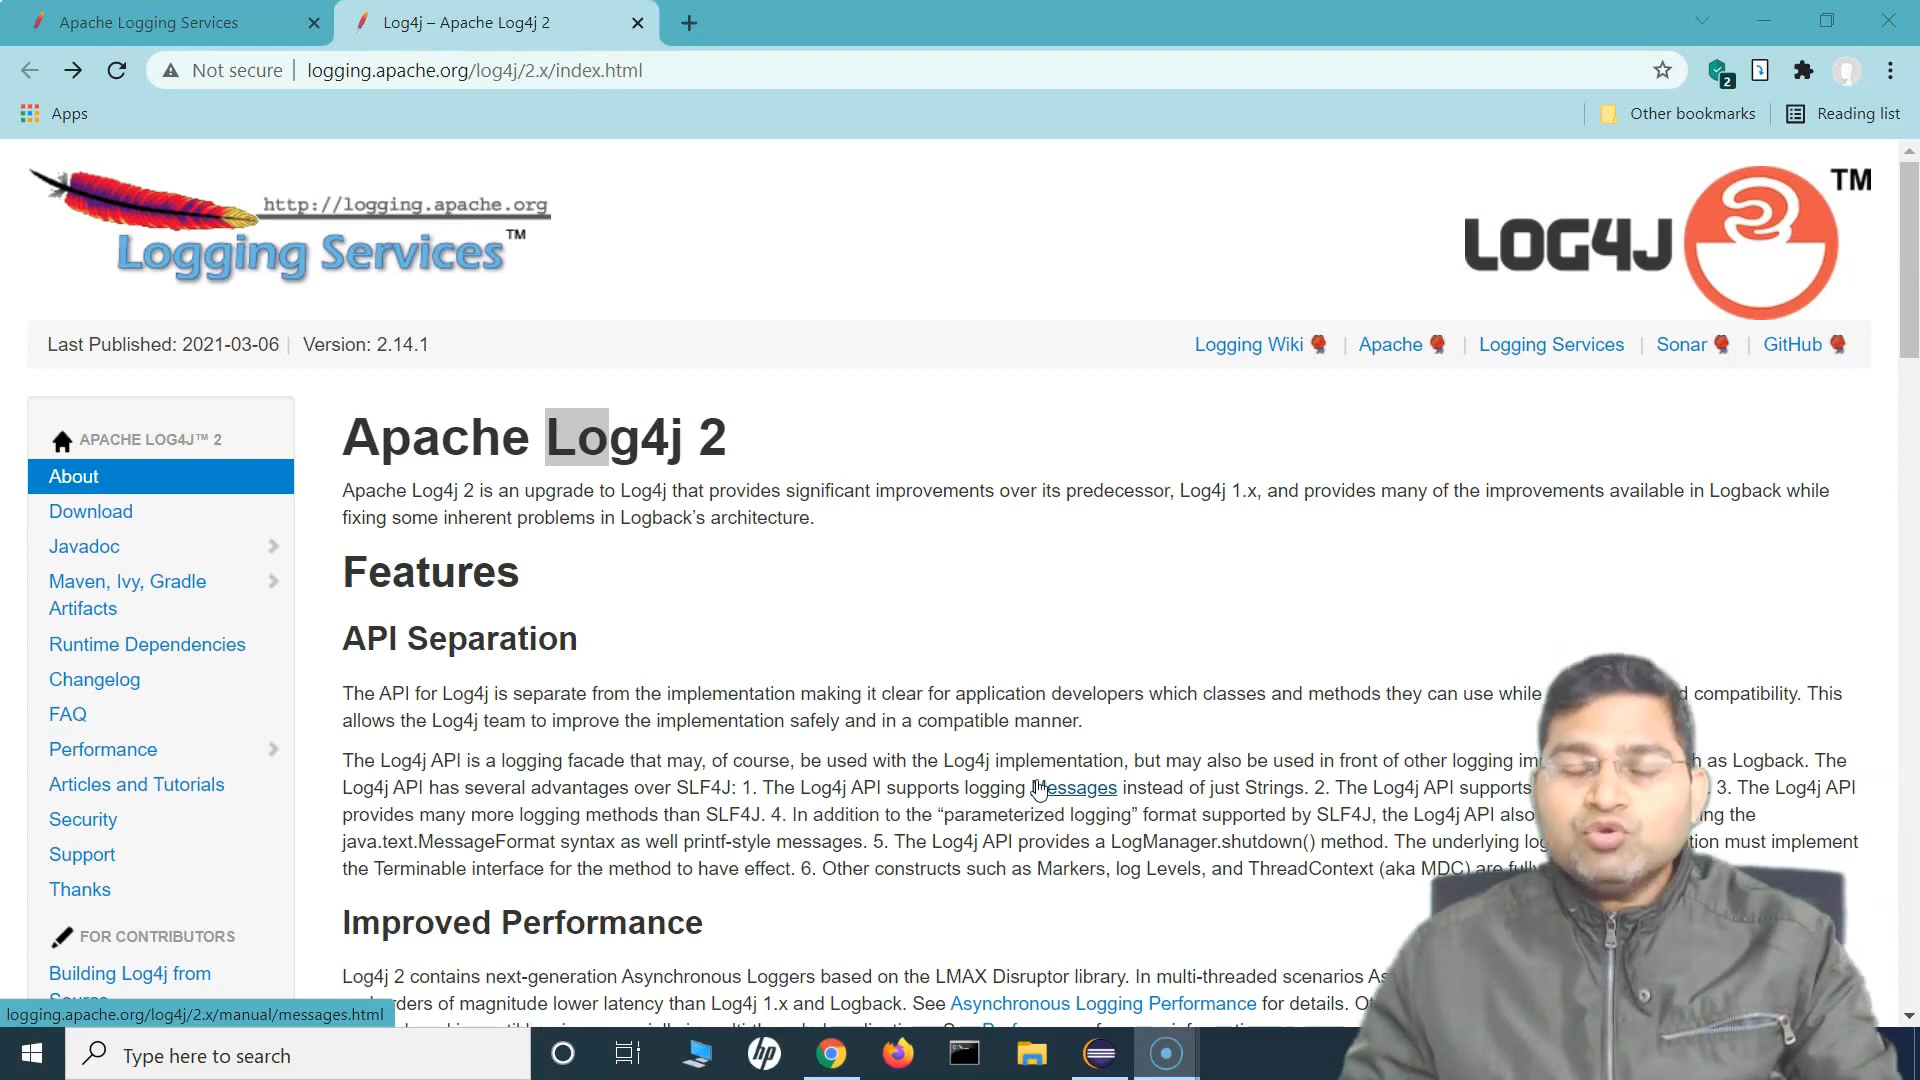 Apache Logging Services
Log4j – Apache Log4j 2
Not secure
logging.apache.org/log4j/2.x/index.html
2
Apps
Other bookmarks
Reading list
http://logging.apache.org
Logging Services™
LOG4J
2
TM
Last Published: 2021-03-06 | Version: 2.14.1
Logging Wiki | Apache | Logging Services | Sonar | GitHub
APACHE LOG4J™ 2
About
Download
Javadoc
Maven, Ivy, Gradle
Artifacts
Runtime Dependencies
Changelog
FAQ
Performance
Articles and Tutorials
Security
Support
Thanks
FOR CONTRIBUTORS
Building Log4j from
Apache Log4j 2
Apache Log4j 2 is an upgrade to Log4j that provides significant improvements over its predecessor, Log4j 1.x, and provides many of the improvements available in Logback while
fixing some inherent problems in Logback’s architecture.
Features
API Separation
The API for Log4j is separate from the implementation making it clear for application developers which classes and methods they can use while compatibility. This
allows the Log4j team to improve the implementation safely and in a compatible manner.
The Log4j API is a logging facade that may, of course, be used with the Log4j implementation, but may also be used in front of other logging as Logback. The
Log4j API has several advantages over SLF4J: 1. The Log4j API supports logging Messages instead of just Strings. 2. The Log4j API supports 3. The Log4j API
provides many more logging methods than SLF4J. 4. In addition to the “parameterized logging” format supported by SLF4J, the Log4j API the
java.text.MessageFormat syntax as well printf-style messages. 5. The Log4j API provides a LogManager.shutdown() method. The underlying must implement
the Terminable interface for the method to have effect. 6. Other constructs such as Markers, log Levels, and ThreadContext (aka MDC) are
Improved Performance
Log4j 2 contains next-generation Asynchronous Loggers based on the LMAX Disruptor library. In multi-threaded scenarios
orders of magnitude lower latency than Log4j 1.x and Logback. See Asynchronous Logging Performance for details.
logging.apache.org/log4j/2.x/manual/messages.html
Type here to search
hp